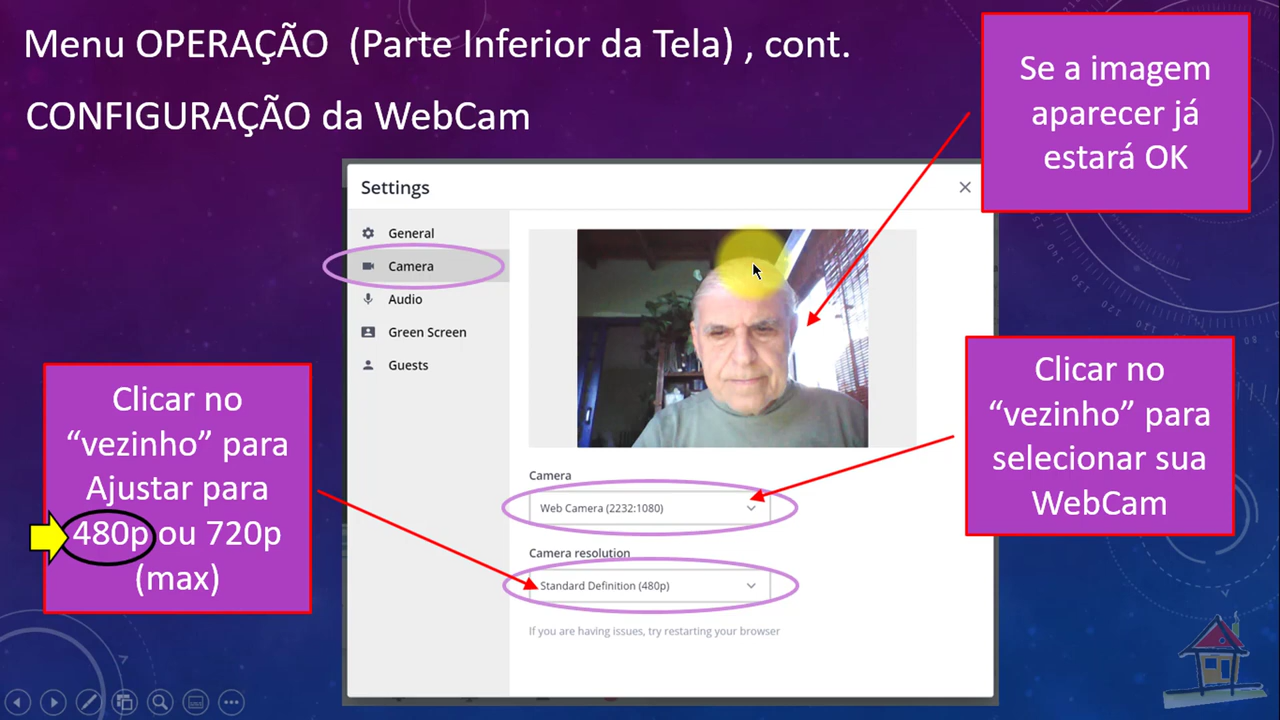 Menu OPERAÇÃO (Parte Inferior da Tela) , cont.
CONFIGURAÇÃO da WebCam
Se a imagem
aparecer já
estará OK
Settings
General
Camera
Audio
Green Screen
Guests
Clicar no
“vezinho” para
Ajustar para
480p ou 720p
(max)
Clicar no
“vezinho” para
selecionar sua
WebCam
Camera
Web Camera (2232:1080)
Camera resolution
Standard Definition (480p)
If you are having issues, try restarting your browser